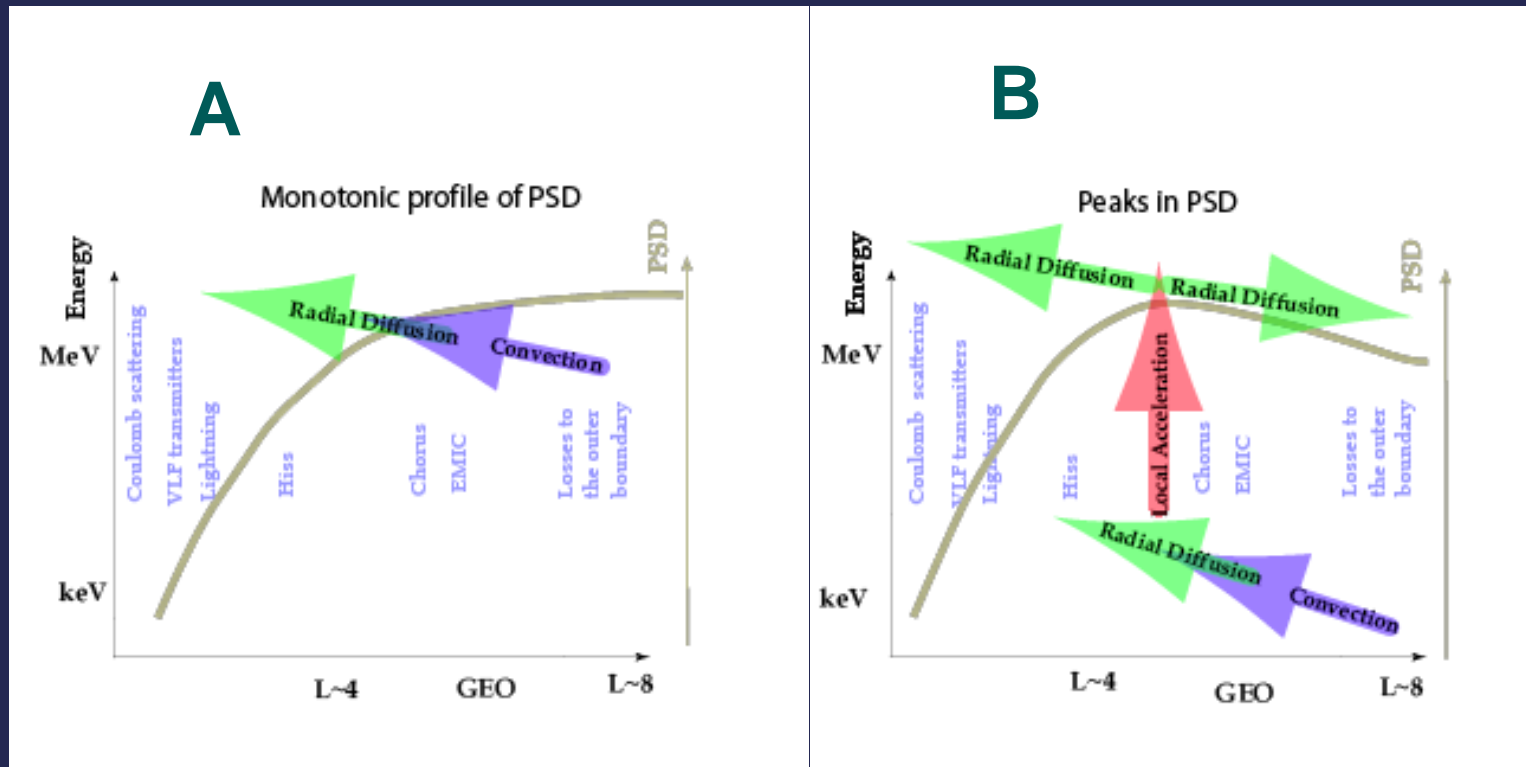 A
Monotonic profile of PSD
Energy
PSD
MeV
keV
Radial Diffusion
Convection
Coulomb scattering
VLF transmitters
Lightning
Hiss
Chorus
EMIC
Losses to
the outer
boundary
L~4
GEO
L~8
B
Peaks in PSD
Energy
PSD
MeV
keV
Radial Diffusion
Radial Diffusion
Local Acceleration
Radial Diffusion
Convection
Coulomb scattering
VLF transmitters
Lightning
Hiss
Chorus
EMIC
Losses to
the outer
boundary
L~4
GEO
L~8